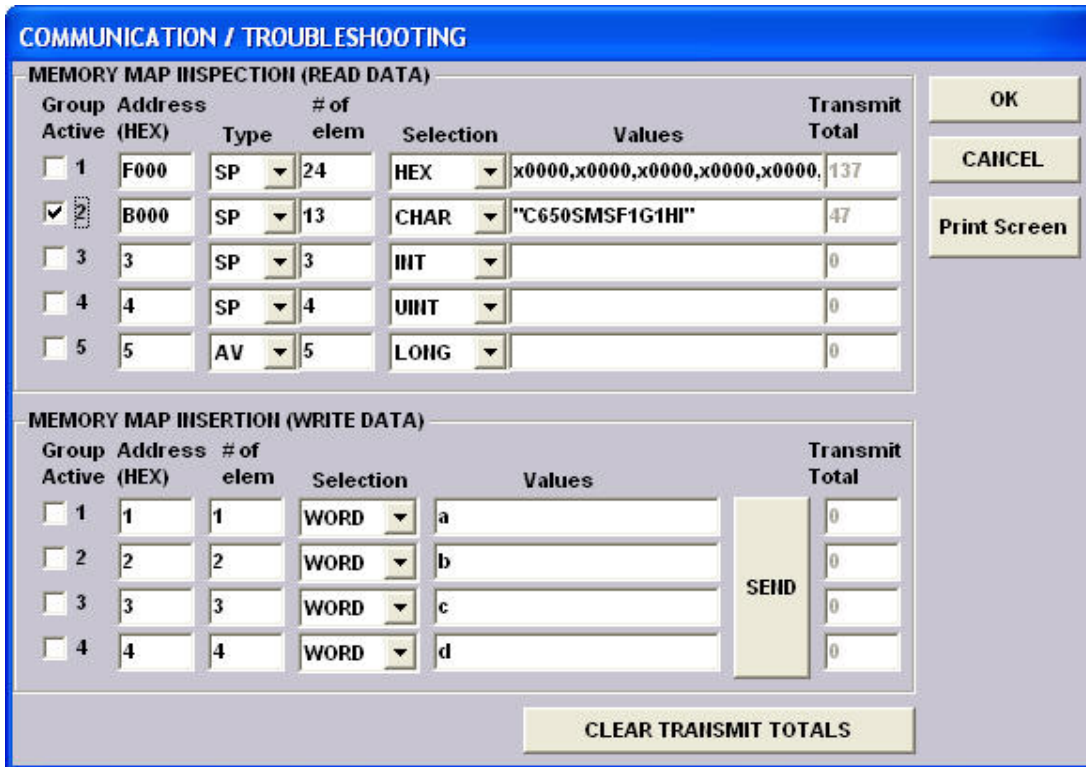 COMMUNICATION / TROUBLESHOOTING
MEMORY MAP INSPECTION (READ DATA)
Group Address # of Transmit
Active (HEX) Type elem Selection Values Total
1 F000 SP 24 HEX x0000,x0000,x0000,x0000,x0000, 137
2 B000 SP 13 CHAR "C650SMSF1G1HI" 47
3 3 SP 3 INT 0
4 4 SP 4 UINT 0
5 5 AV 5 LONG 0
OK
CANCEL
Print Screen
MEMORY MAP INSERTION (WRITE DATA)
Group Address # of Transmit
Active (HEX) elem Selection Values Total
1 1 1 WORD a 0
2 2 2 WORD b 0
3 3 3 WORD c 0
4 4 4 WORD d 0
SEND
CLEAR TRANSMIT TOTALS